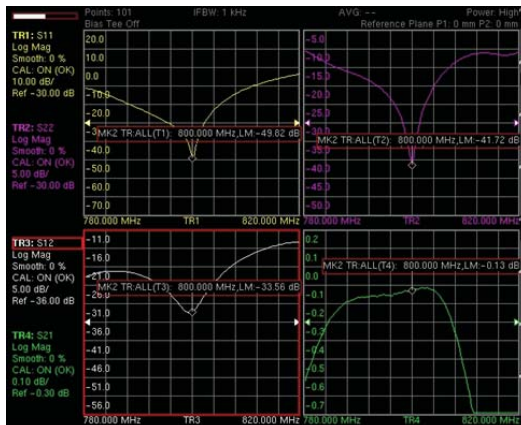 Points: 101 IFBW: 1 kHz AVG: -- Power: High*
Bias Tee Off Reference Plane P1: 0 mm P2: 0 mm
TR1: S11
Log Mag
Smooth: 0 %
CAL: ON (OK)
10.00 dB/
Ref -30.00 dB
20.0
10.0
0.0
-10.0
-20.0
MK2 TR:ALL(T1): 800.000 MHz,LM:-49.82 dB
-40.0
-50.0
-60.0
-70.0
780.000 MHz TR1 820.000 MHz
TR2: S22
Log Mag
Smooth: 0 %
CAL: ON (OK)
5.00 dB/
Ref -30.00 dB
-5.0
-10.0
-15.0
-20.0
-25.0
MK2 TR:ALL(T2): 800.000 MHz,LM:-41.72 dB
-35.0
-40.0
-45.0
-50.0
780.000 MHz TR2 820.000 MHz
TR3: S12
Log Mag
Smooth: 0 %
CAL: ON (OK)
5.00 dB/
Ref -36.00 dB
-11.0
-16.0
-21.0
MK2 TR:ALL(T3): 800.000 MHz,LM:-33.56 dB
-26.0
-31.0
-36.0
-41.0
-46.0
-51.0
-56.0
780.000 MHz TR3 820.000 MHz
TR4: S21
Log Mag
Smooth: 0 %
CAL: ON (OK)
0.10 dB/
Ref -0.30 dB
0.2
0.1
MK2 TR:ALL(T4): 800.000 MHz,LM:-0.13 dB
0.0
-0.1
-0.2
-0.3
-0.4
-0.5
-0.6
-0.7
780.000 MHz TR4 820.000 MHz